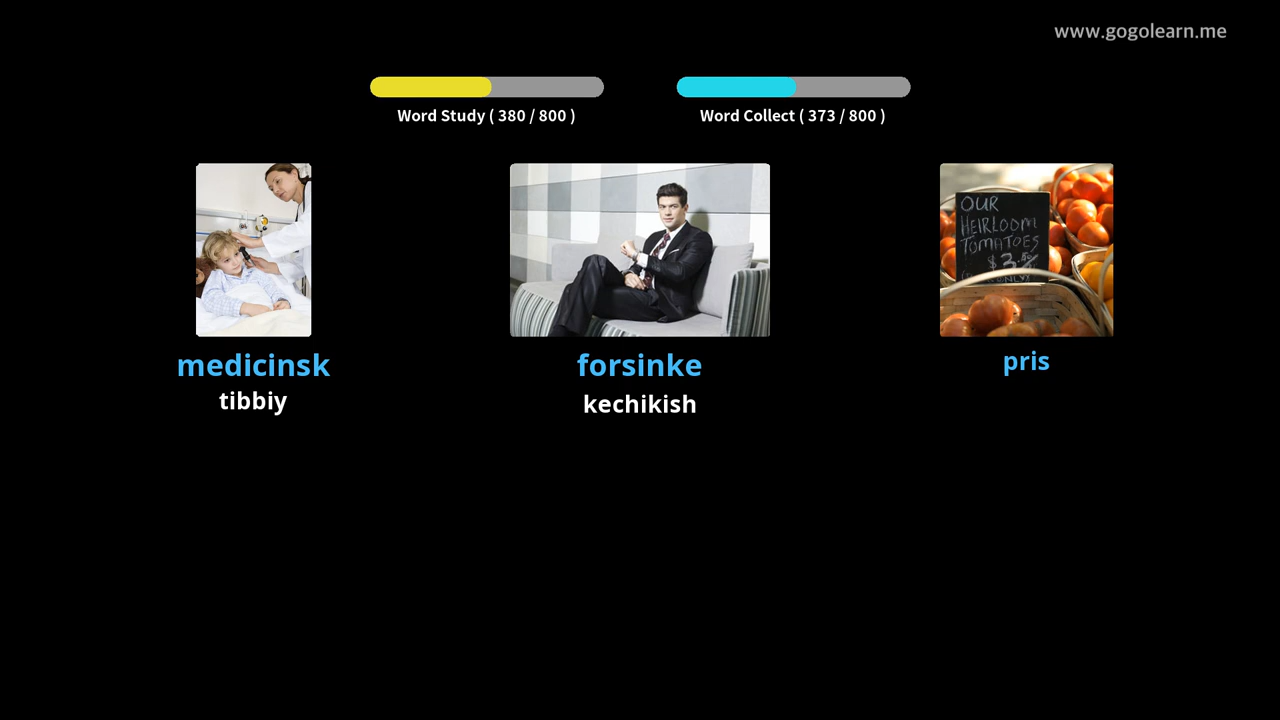 www.gogolearn.me
Word Study ( 380 / 800 )
Word Collect ( 373 / 800 )
OUR
HEIRLOOM
TOMATOES
$3.
medicinsk
tibbiy
forsinke
kechikish
pris